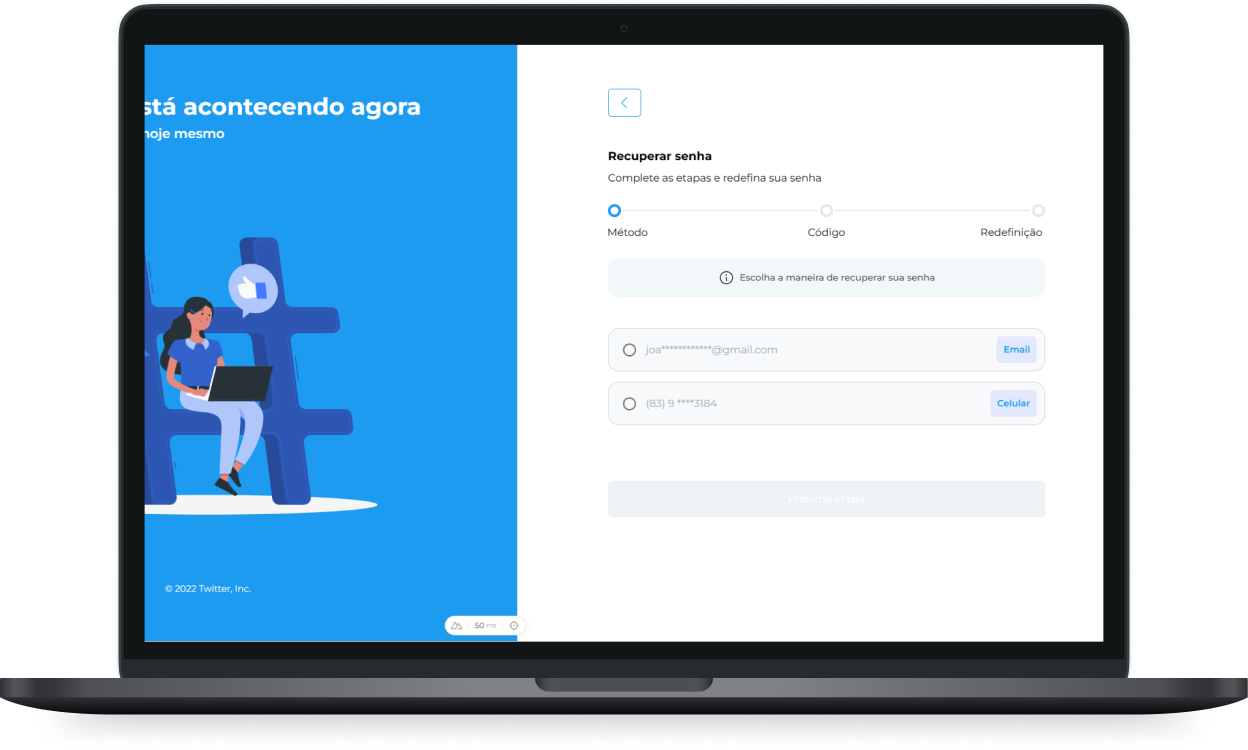 stá acontecendo agora
hoje mesmo
© 2022 Twitter, Inc.
50 ms
Recuperar senha
Complete as etapas e redefina sua senha
Método
Código
Redefinição
Escolha a maneira de recuperar sua senha
joa************@gmail.com
Email
(83) 9 ****3184
Celular
Próxima etapa